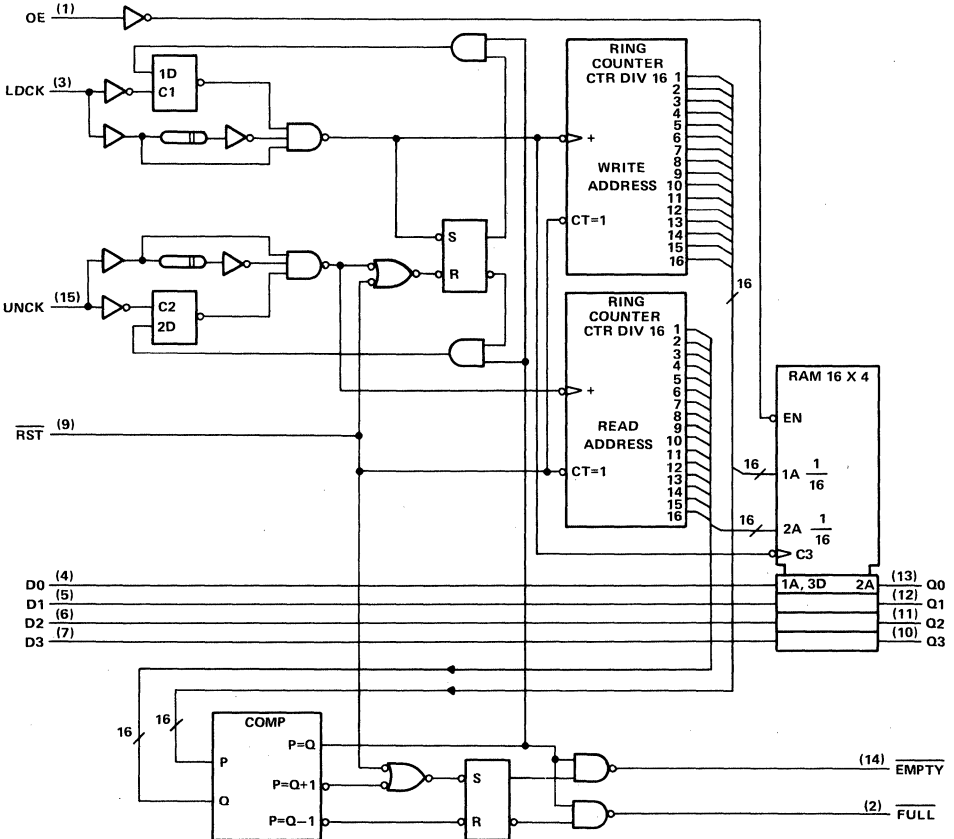 OE (1)
LDCK (3)
1D
C1
UNCK (15)
C2
2D
S
R
RST (9)
RING
COUNTER
CTR DIV 16
1
2
3
4
5
6
7
8
9
10
11
12
13
14
15
16
+
WRITE
ADDRESS
CT=1
16
RING
COUNTER
CTR DIV 16
1
2
3
4
5
6
7
8
9
10
11
12
13
14
15
16
+
READ
ADDRESS
CT=1
RAM 16 X 4
EN
16
1A 1/16
16
2A 1/16
C3
D0 (4)
D1 (5)
D2 (6)
D3 (7)
1A, 3D 2A
(13) Q0
(12) Q1
(11) Q2
(10) Q3
16
16
COMP
P
Q
P=Q
P=Q+1
P=Q−1
S
R
(14) EMPTY
(2) FULL